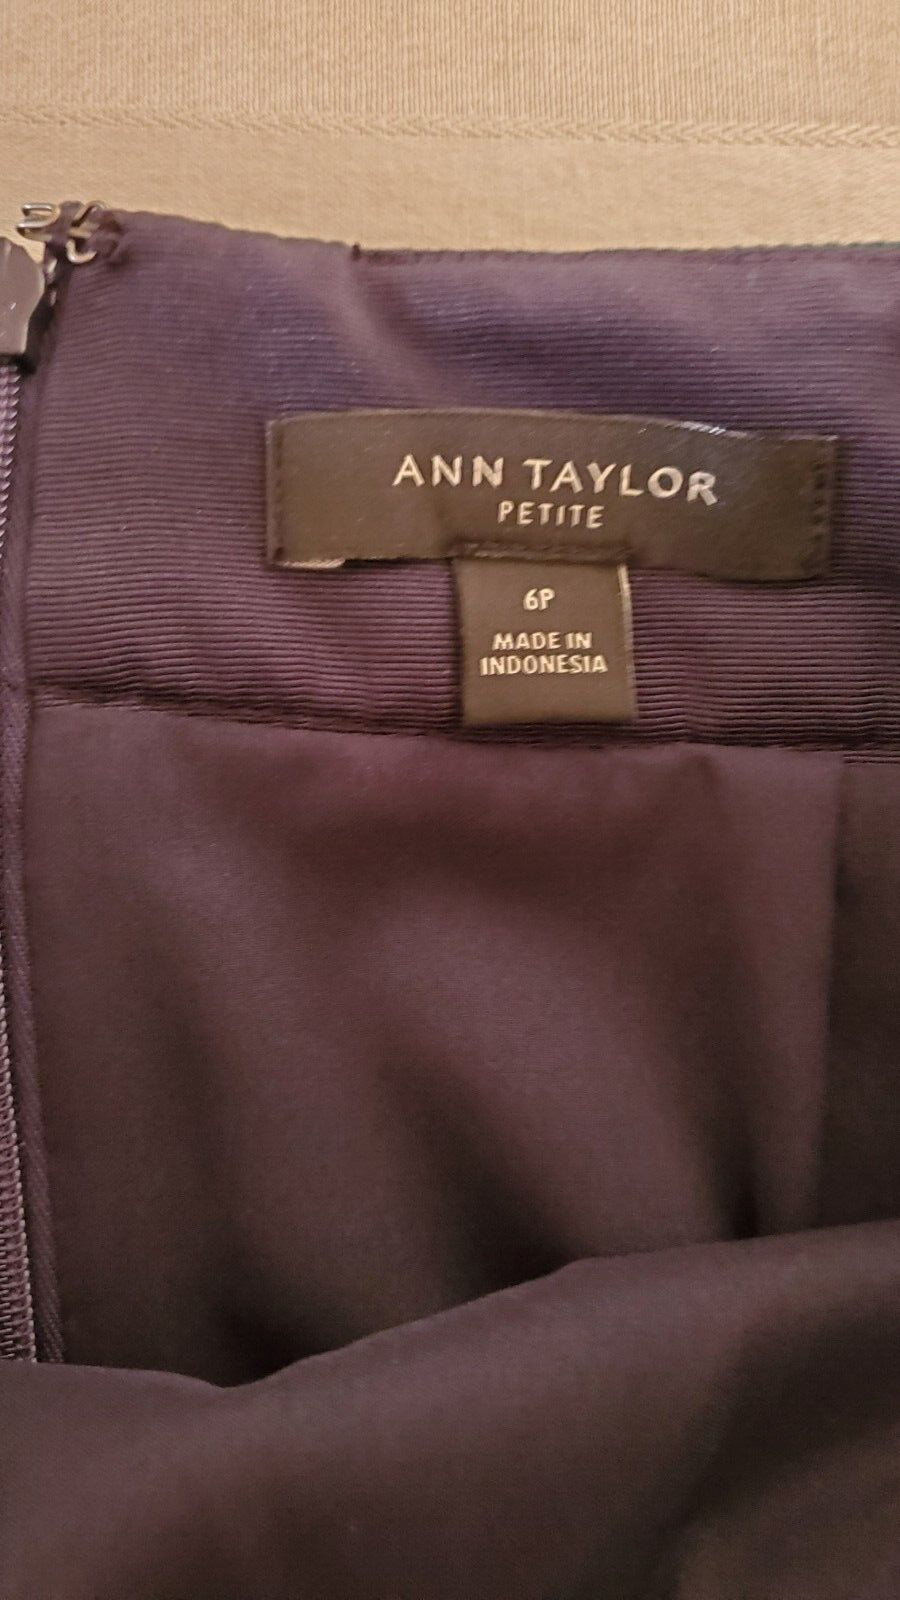 ANN TAYLOR
PETITE
6P
MADE IN
INDONESIA